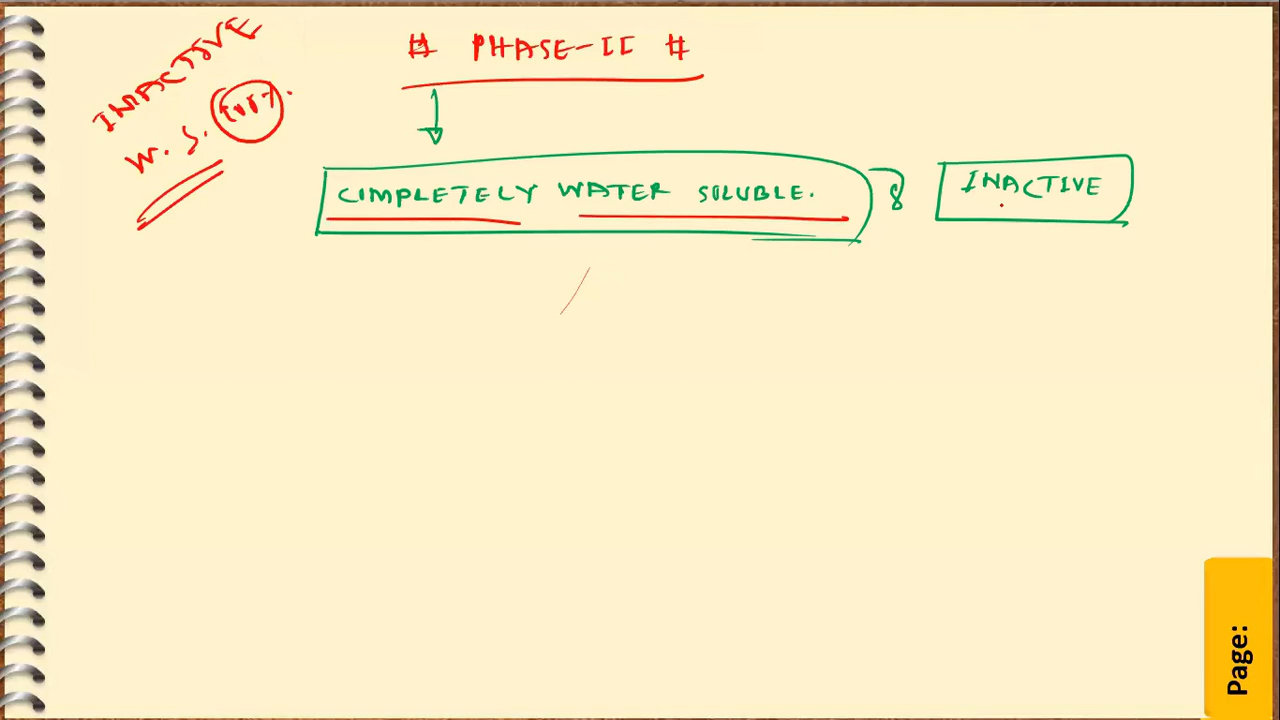 # PHASE-II #
INACTIVE
W. S.
COMPLETELY WATER SOLUBLE. & INACTIVE
Page: